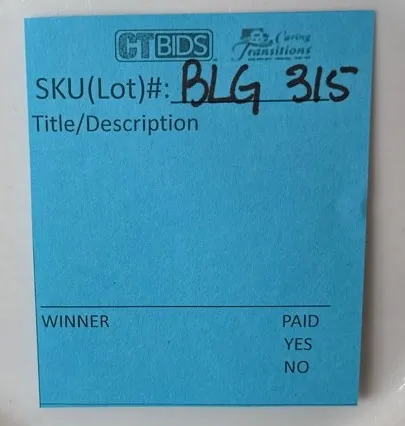 CTBIDS Caring
Transitions
SKU(Lot)#: BLG 315
Title/Description
WINNER PAID
YES
NO